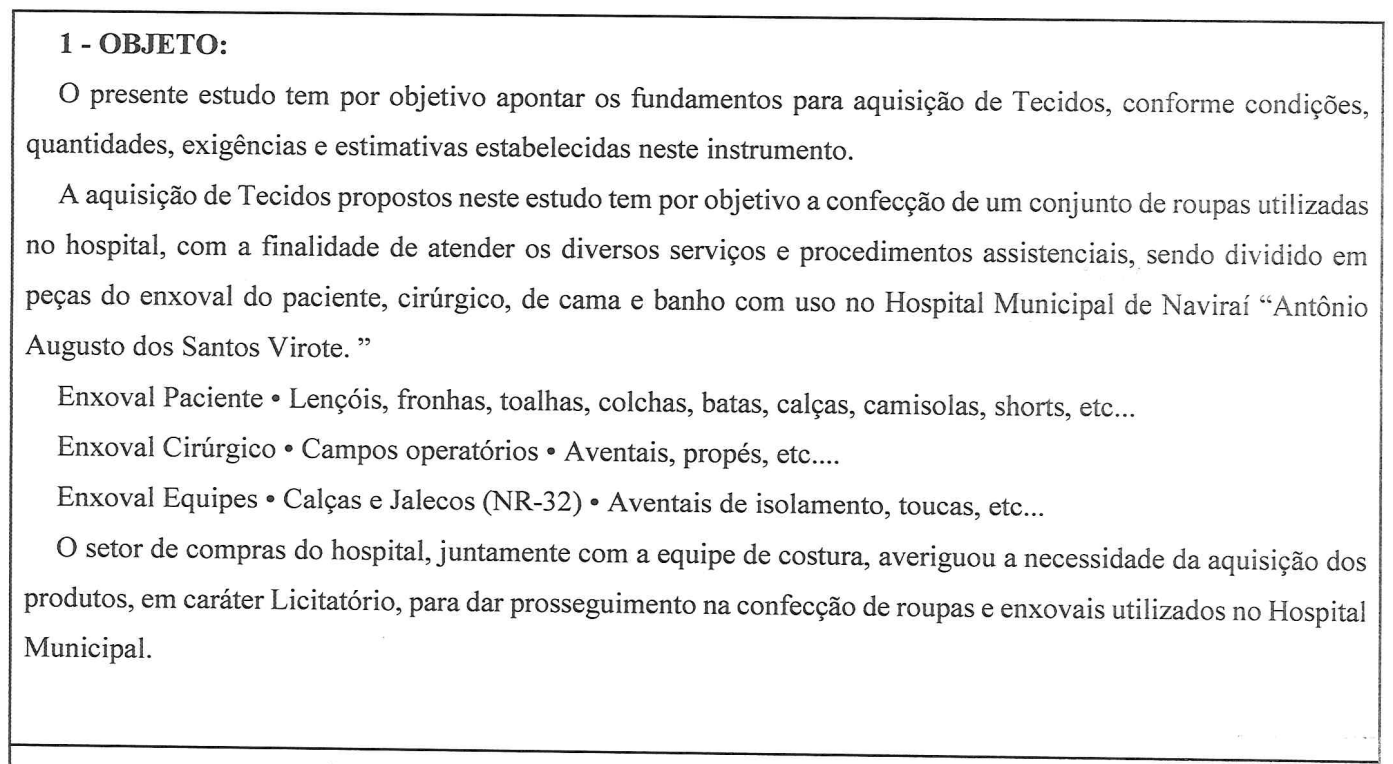 1 - OBJETO:
O presente estudo tem por objetivo apontar os fundamentos para aquisição de Tecidos, conforme condições,
quantidades, exigências e estimativas estabelecidas neste instrumento.
A aquisição de Tecidos propostos neste estudo tem por objetivo a confecção de um conjunto de roupas utilizadas
no hospital, com a finalidade de atender os diversos serviços e procedimentos assistenciais, sendo dividido em
peças do enxoval do paciente, cirúrgico, de cama e banho com uso no Hospital Municipal de Naviraí “Antônio
Augusto dos Santos Virote. ”
Enxoval Paciente • Lençóis, fronhas, toalhas, colchas, batas, calças, camisolas, shorts, etc...
Enxoval Cirúrgico • Campos operatórios • Aventais, propés, etc....
Enxoval Equipes • Calças e Jalecos (NR-32) • Aventais de isolamento, toucas, etc...
O setor de compras do hospital, juntamente com a equipe de costura, averiguou a necessidade da aquisição dos
produtos, em caráter Licitatório, para dar prosseguimento na confecção de roupas e enxovais utilizados no Hospital
Municipal.